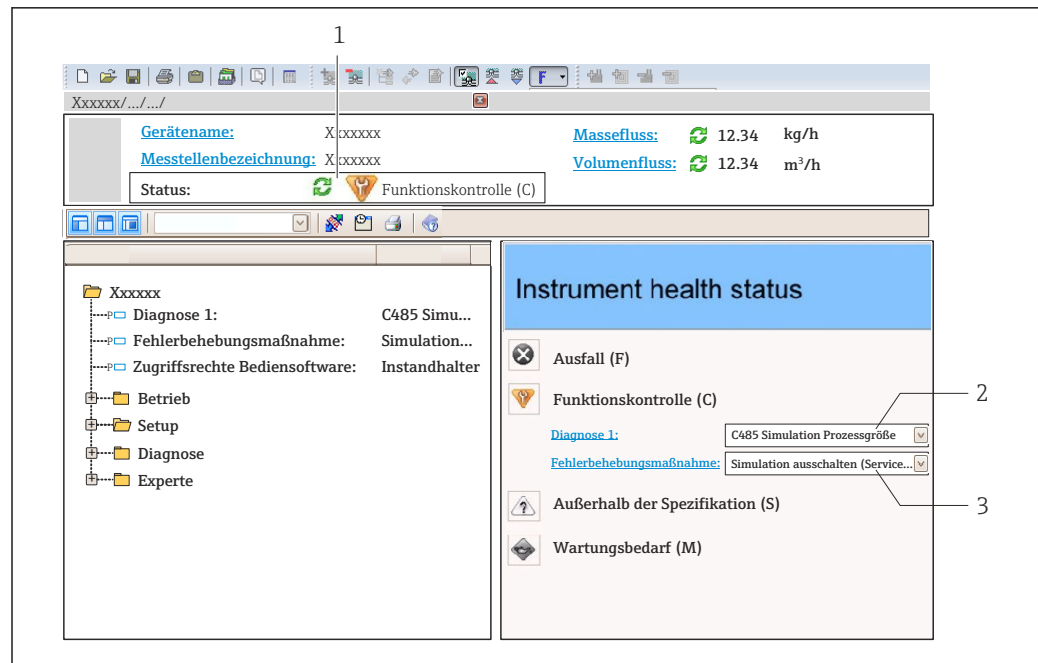 1
F
Xxxxxx/.../.../
Gerätename: Xxxxxxx
Massefluss: 12.34 kg/h
Messtellenbezeichnung: Xxxxxxx
Volumenfluss: 12.34 m³/h
Status: Funktionskontrolle (C)
Xxxxxx
P Diagnose 1: C485 Simu...
P Fehlerbehebungsmaßnahme: Simulation...
P Zugriffsrechte Bediensoftware: Instandhalter
Betrieb
Setup
Diagnose
Experte
Instrument health status
Ausfall (F)
Funktionskontrolle (C)
2
Diagnose 1: C485 Simulation Prozessgröße
Fehlerbehebungsmaßnahme: Simulation ausschalten (Service...
3
Außerhalb der Spezifikation (S)
Wartungsbedarf (M)